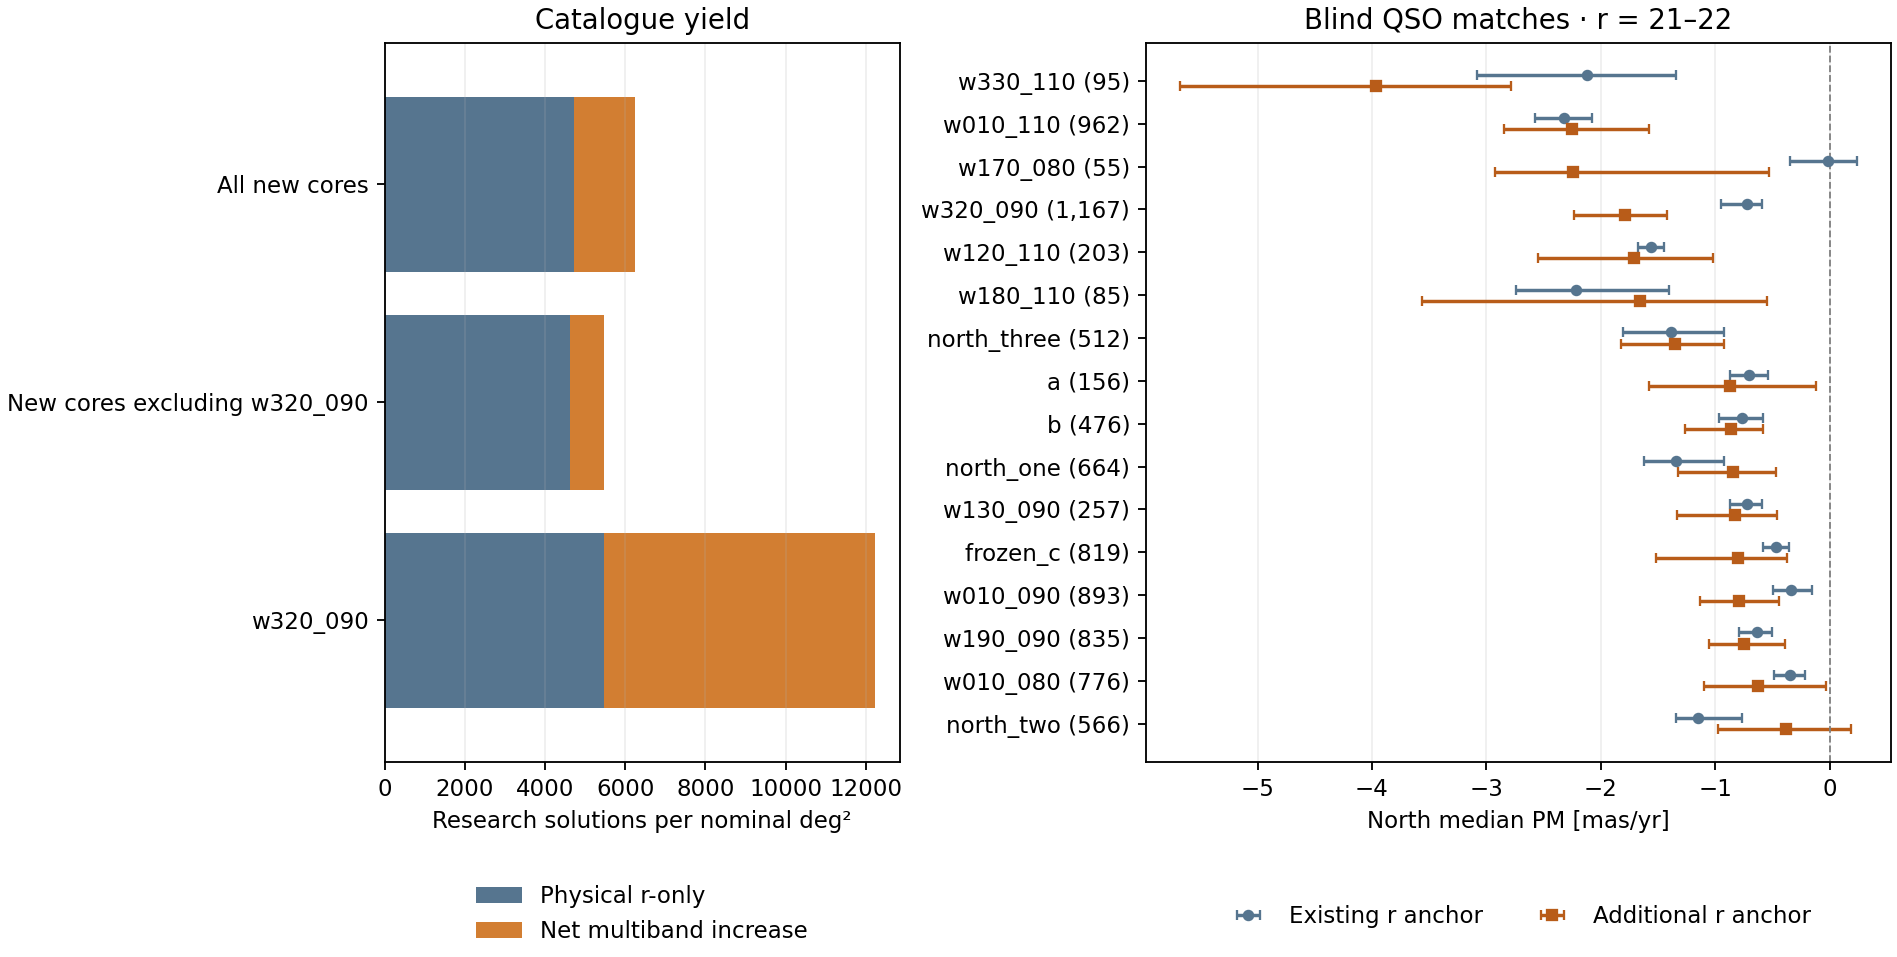 Catalogue yield
All new cores
New cores excluding w320_090
w320_090
0 2000 4000 6000 8000 10000 12000
Research solutions per nominal deg²
Physical r-only
Net multiband increase
Blind QSO matches · r = 21–22
w330_110 (95)
w010_110 (962)
w170_080 (55)
w320_090 (1,167)
w120_110 (203)
w180_110 (85)
north_three (512)
a (156)
b (476)
north_one (664)
w130_090 (257)
frozen_c (819)
w010_090 (893)
w190_090 (835)
w010_080 (776)
north_two (566)
−5 −4 −3 −2 −1 0
North median PM [mas/yr]
Existing r anchor
Additional r anchor